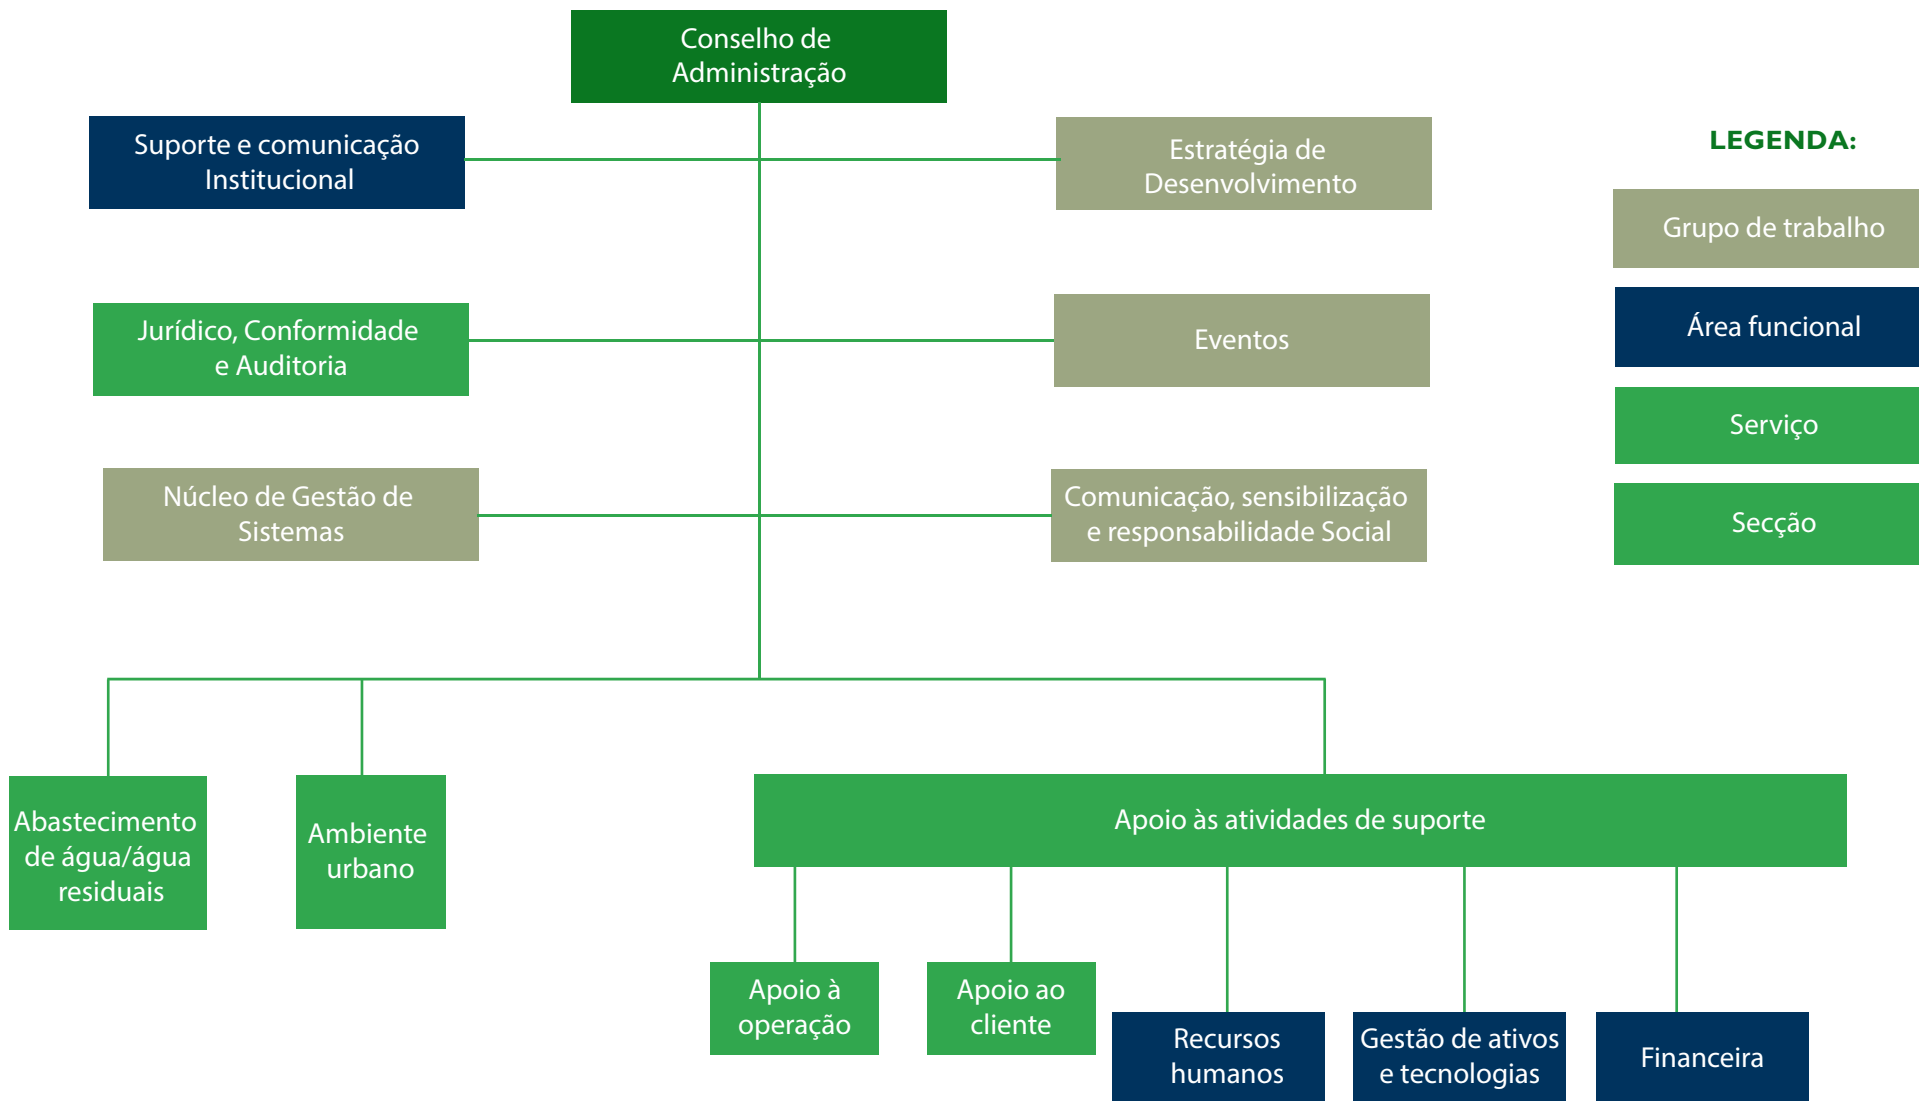 Conselho de
Administração
Suporte e comunicação
Institucional
Estratégia de
Desenvolvimento
Jurídico, Conformidade
e Auditoria
Eventos
Núcleo de Gestão de
Sistemas
Comunicação, sensibilização
e responsabilidade Social
LEGENDA:
Grupo de trabalho
Área funcional
Serviço
Secção
Abastecimento
de água/água
residuais
Ambiente
urbano
Apoio às atividades de suporte
Apoio à
operação
Apoio ao
cliente
Recursos
humanos
Gestão de ativos
e tecnologias
Financeira